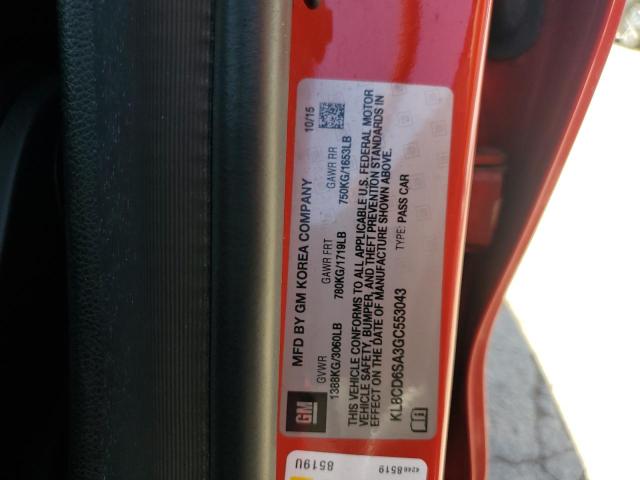 MFD BY GM KOREA COMPANY 10/15
GVWR GAWR FRT GAWR RR
1388KG/3060LB 780KG/1719LB 750KG/1653LB
THIS VEHICLE CONFORMS TO ALL APPLICABLE U.S. FEDERAL MOTOR
VEHICLE SAFETY, BUMPER, AND THEFT PREVENTION STANDARDS IN
EFFECT ON THE DATE OF MANUFACTURE SHOWN ABOVE.
KL8CD6SA3GC553043 TYPE: PASS CAR
GM
8519U
42468519